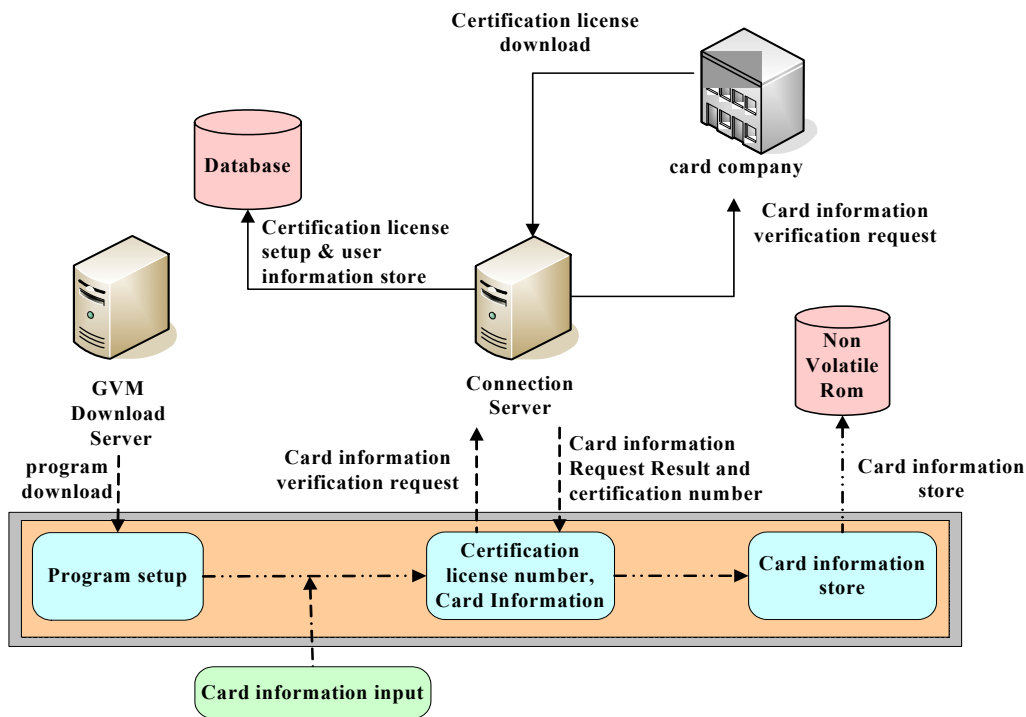 Certification license
download
card company
Database
Certification license
setup & user
information store
Card information
verification request
Non
Volatile
Rom
GVM
Download
Server
Connection
Server
program
download
Card information
verification request
Card information
Request Result and
certification number
Card information
store
Program setup
Certification
license number,
Card Information
Card information
store
Card information input